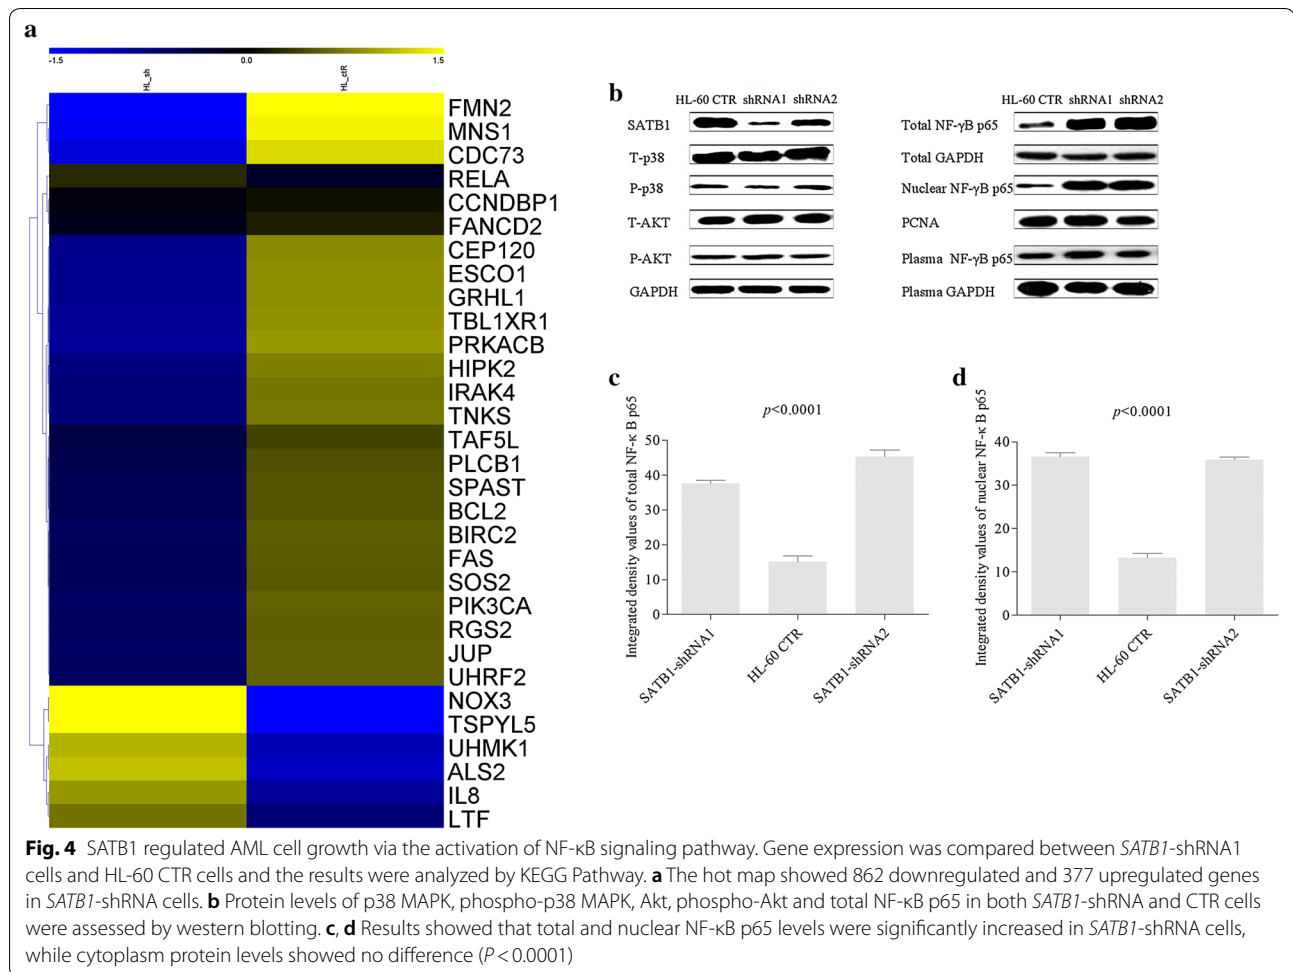 a
-1.5 0.0 1.5
HL_sh HL_ctR
FMN2
MNS1
CDC73
RELA
CCNDBP1
FANCD2
CEP120
ESCO1
GRHL1
TBL1XR1
PRKACB
HIPK2
IRAK4
TNKS
TAF5L
PLCB1
SPAST
BCL2
BIRC2
FAS
SOS2
PIK3CA
RGS2
JUP
UHRF2
NOX3
TSPYL5
UHMK1
ALS2
IL8
LTF
b
HL-60 CTR shRNA1 shRNA2
SATB1
T-p38
P-p38
T-AKT
P-AKT
GAPDH
HL-60 CTR shRNA1 shRNA2
Total NF-γB p65
Total GAPDH
Nuclear NF-γB p65
PCNA
Plasma NF-γB p65
Plasma GAPDH
c
p<0.0001
Integrated density values of total NF-κ B p65
50
40
30
20
10
0
SATB1-shRNA1
HL-60 CTR
SATB1-shRNA2
d
p<0.0001
Integrated density values of nuclear NF-κ B p65
40
30
20
10
0
SATB1-shRNA1
HL-60 CTR
SATB1-shRNA2
Fig. 4 SATB1 regulated AML cell growth via the activation of NF-κB signaling pathway. Gene expression was compared between SATB1-shRNA1
cells and HL-60 CTR cells and the results were analyzed by KEGG Pathway. a The hot map showed 862 downregulated and 377 upregulated genes
in SATB1-shRNA cells. b Protein levels of p38 MAPK, phospho-p38 MAPK, Akt, phospho-Akt and total NF-κB p65 in both SATB1-shRNA and CTR cells
were assessed by western blotting. c, d Results showed that total and nuclear NF-κB p65 levels were significantly increased in SATB1-shRNA cells,
while cytoplasm protein levels showed no difference (P < 0.0001)